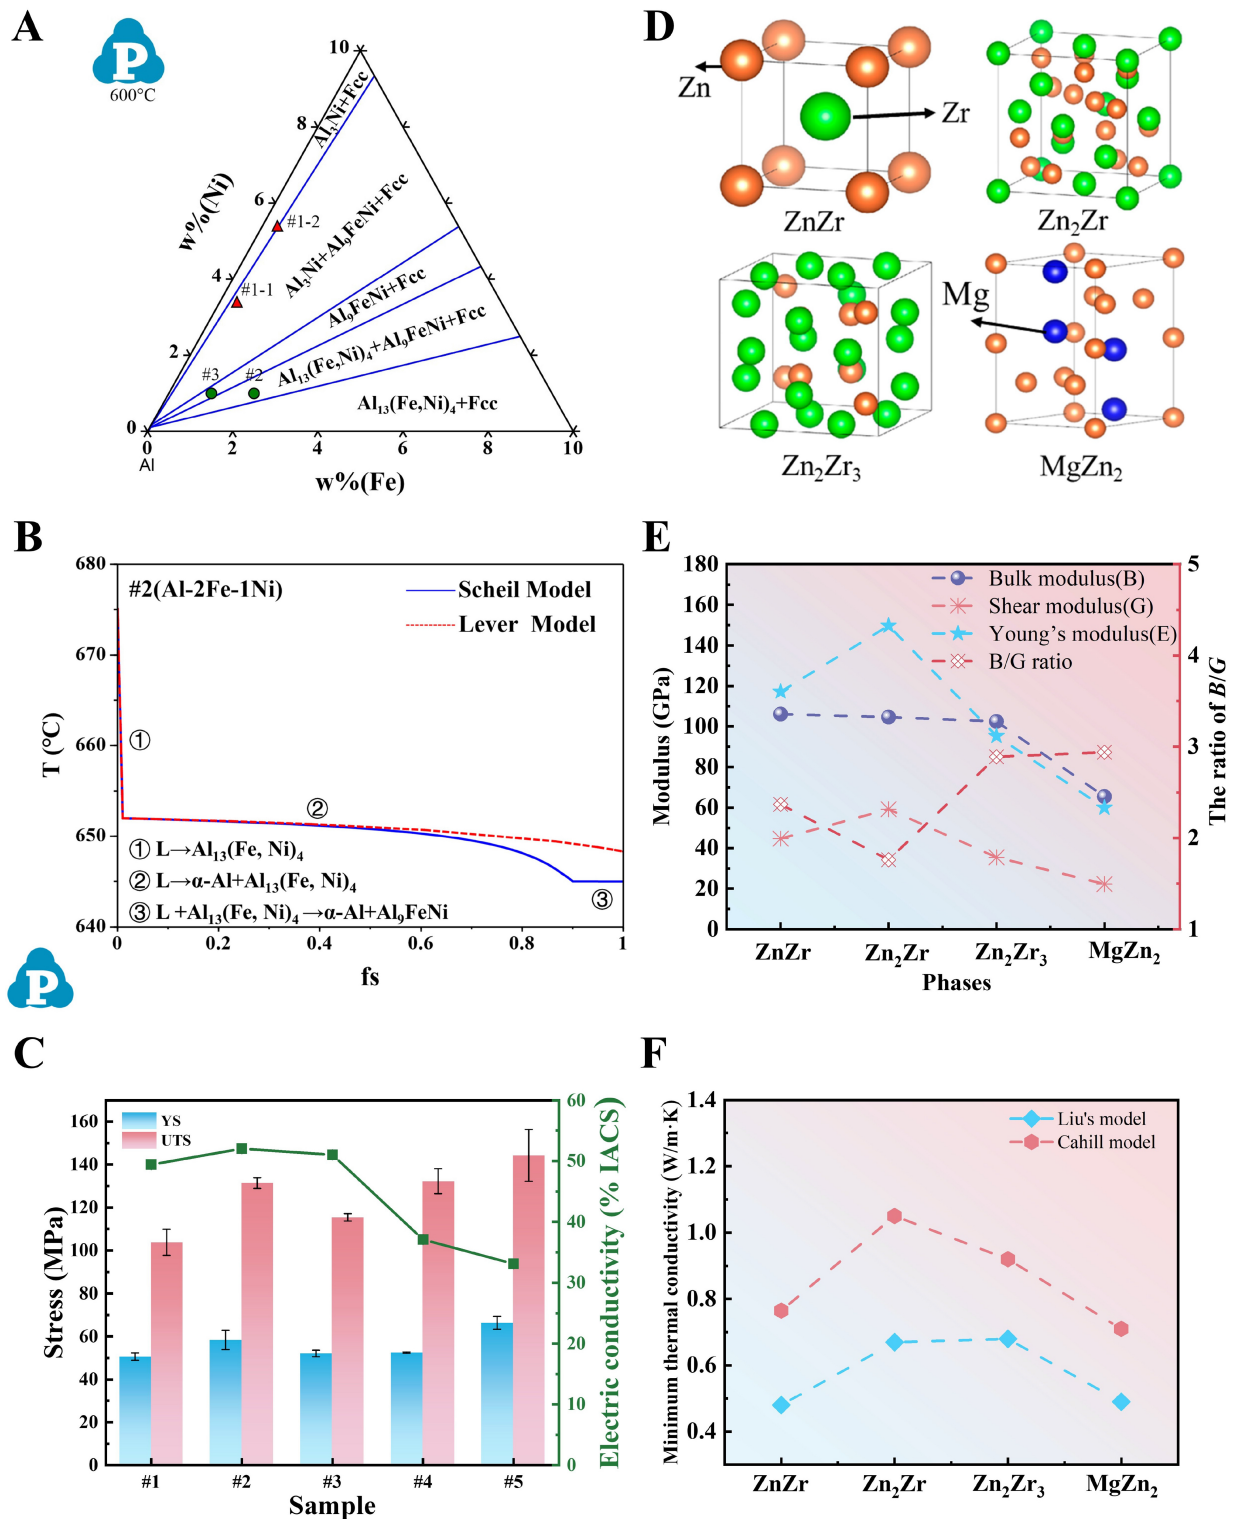 A
P
600°C
10
8
6
4
2
0
Al
0
2
4
6
8
10
w%(Ni)
w%(Fe)
Al₃Ni+Fcc
#1-2
#1-1
Al₃Ni+Al₉FeNi+Fcc
Al₉FeNi+Fcc
Al₁₃(Fe,Ni)₄+Al₉FeNi+Fcc
#3
#2
Al₁₃(Fe,Ni)₄+Fcc
D
Zn
Zr
ZnZr
Zn₂Zr
Mg
Zn₂Zr₃
MgZn₂
B
#2(Al-2Fe-1Ni)
Scheil Model
Lever Model
680
670
660
650
640
T (°C)
①
②
③
① L→Al₁₃(Fe, Ni)₄
② L→α-Al+Al₁₃(Fe, Ni)₄
③ L +Al₁₃(Fe, Ni)₄→α-Al+Al₉FeNi
0
0.2
0.4
0.6
0.8
1
fs
P
E
Bulk modulus(B)
Shear modulus(G)
Young's modulus(E)
B/G ratio
180
160
140
120
100
80
60
40
20
0
Modulus (GPa)
5
4
3
2
1
The ratio of B/G
ZnZr
Zn₂Zr
Zn₂Zr₃
MgZn₂
Phases
C
YS
UTS
160
140
120
100
80
60
40
20
0
Stress (MPa)
60
50
40
30
20
10
0
Electric conductivity (% IACS)
#1
#2
#3
#4
#5
Sample
F
Liu's model
Cahill model
1.4
1.2
1.0
0.8
0.6
0.4
Minimum thermal conductivity (W/m·K)
ZnZr
Zn₂Zr
Zn₂Zr₃
MgZn₂